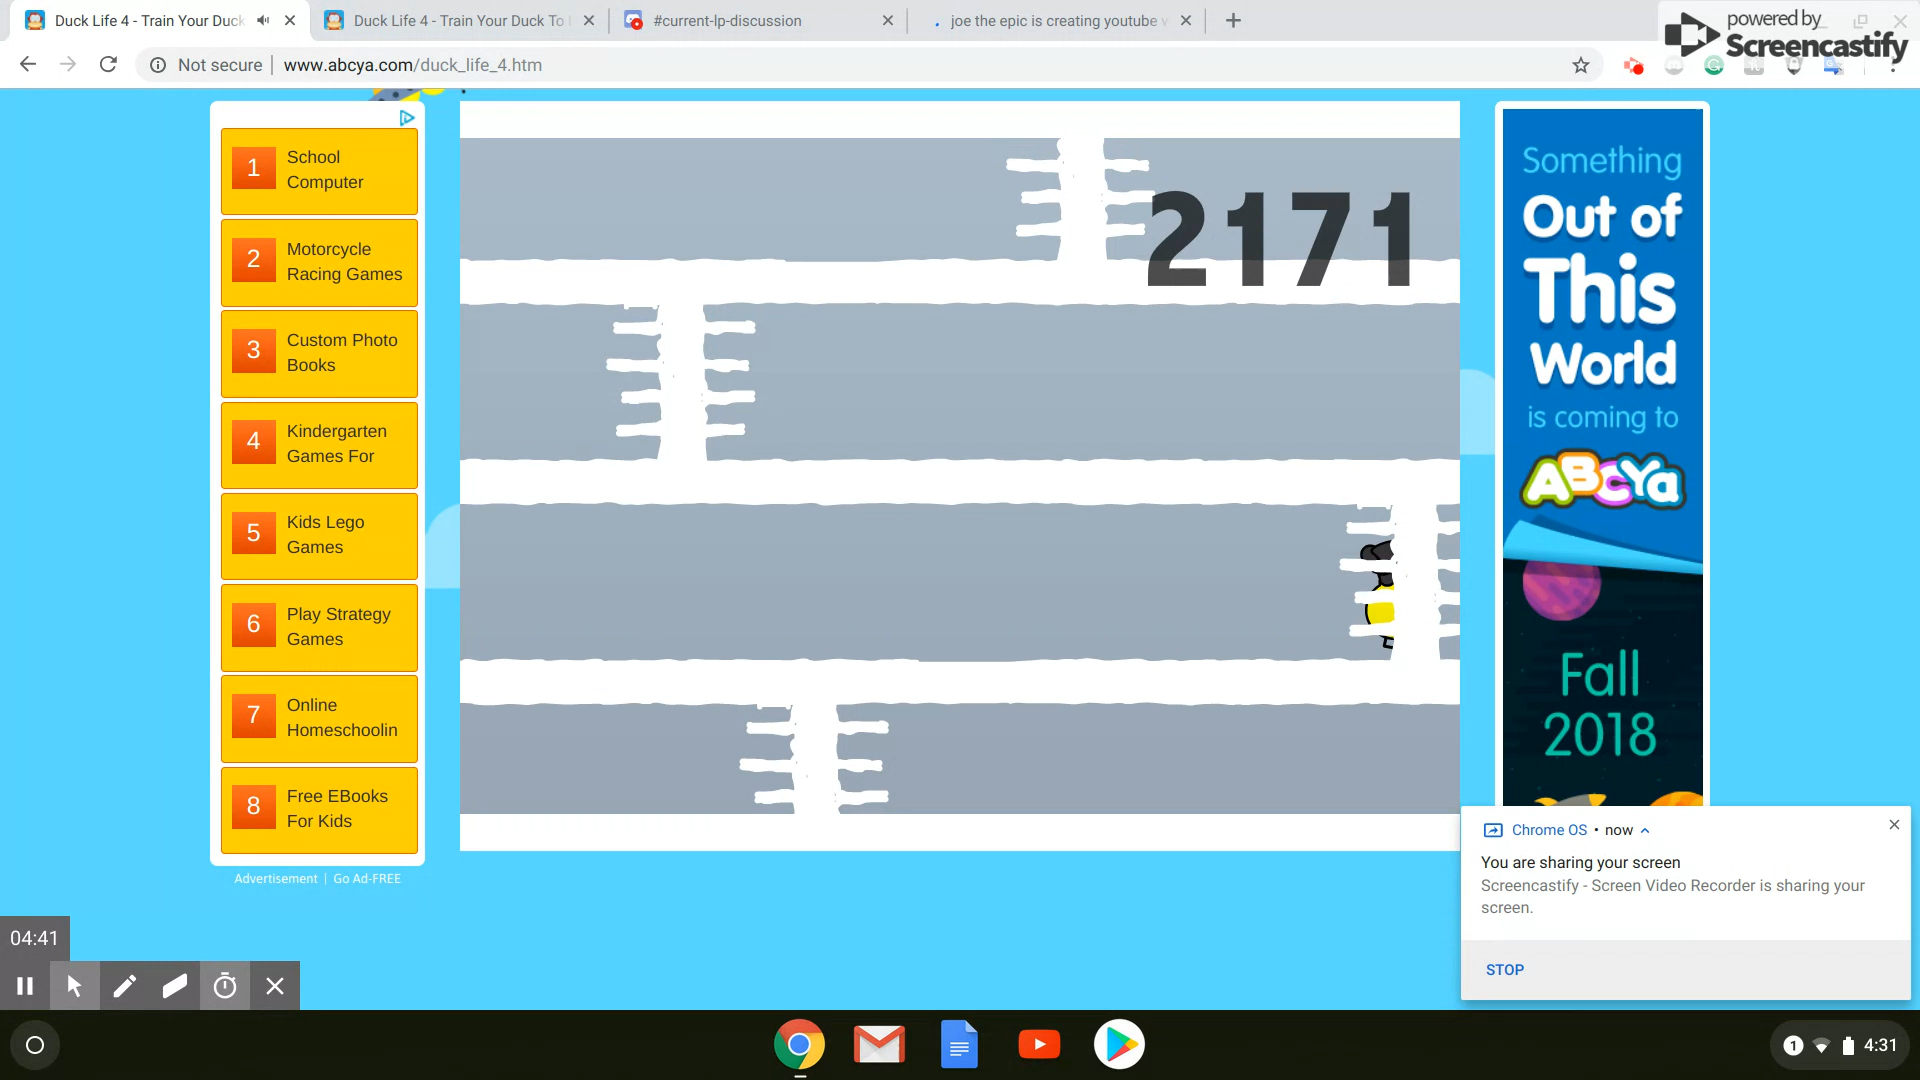 Duck Life 4 - Train Your Duck
Duck Life 4 - Train Your Duck To
#current-lp-discussion
joe the epic is creating youtube
powered by
Screencastify
Not secure | www.abcya.com/duck_life_4.htm
1 School
Computer
2 Motorcycle
Racing Games
3 Custom Photo
Books
4 Kindergarten
Games For
5 Kids Lego
Games
6 Play Strategy
Games
7 Online
Homeschoolin
8 Free EBooks
For Kids
Advertisement | Go Ad-FREE
2171
Something
Out of
This
World
is coming to
ABCYa
Fall
2018
Chrome OS • now
You are sharing your screen
Screencastify - Screen Video Recorder is sharing your
screen.
STOP
04:41
1 4:31